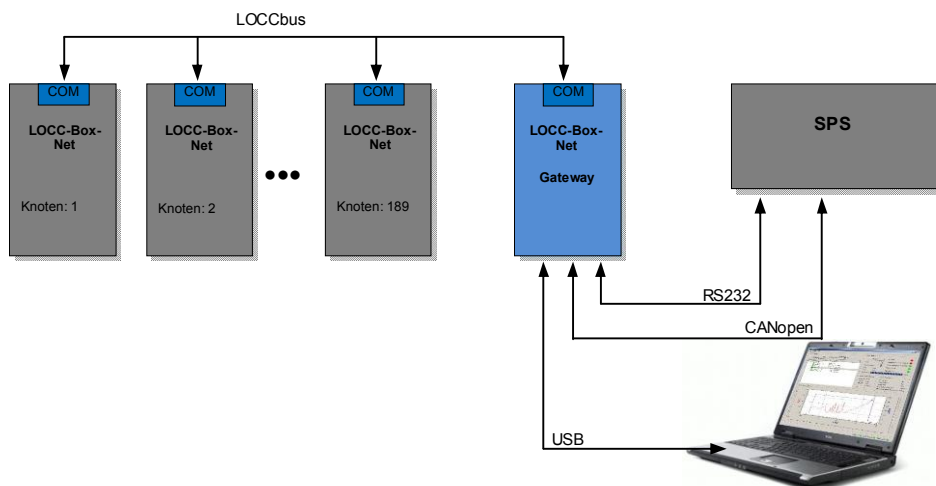 LOCCbus
COM
LOCC-Box-
Net
Knoten: 1
COM
LOCC-Box-
Net
Knoten: 2
COM
LOCC-Box-
Net
Knoten: 189
COM
LOCC-Box-
Net
Gateway
SPS
RS232
CANopen
USB